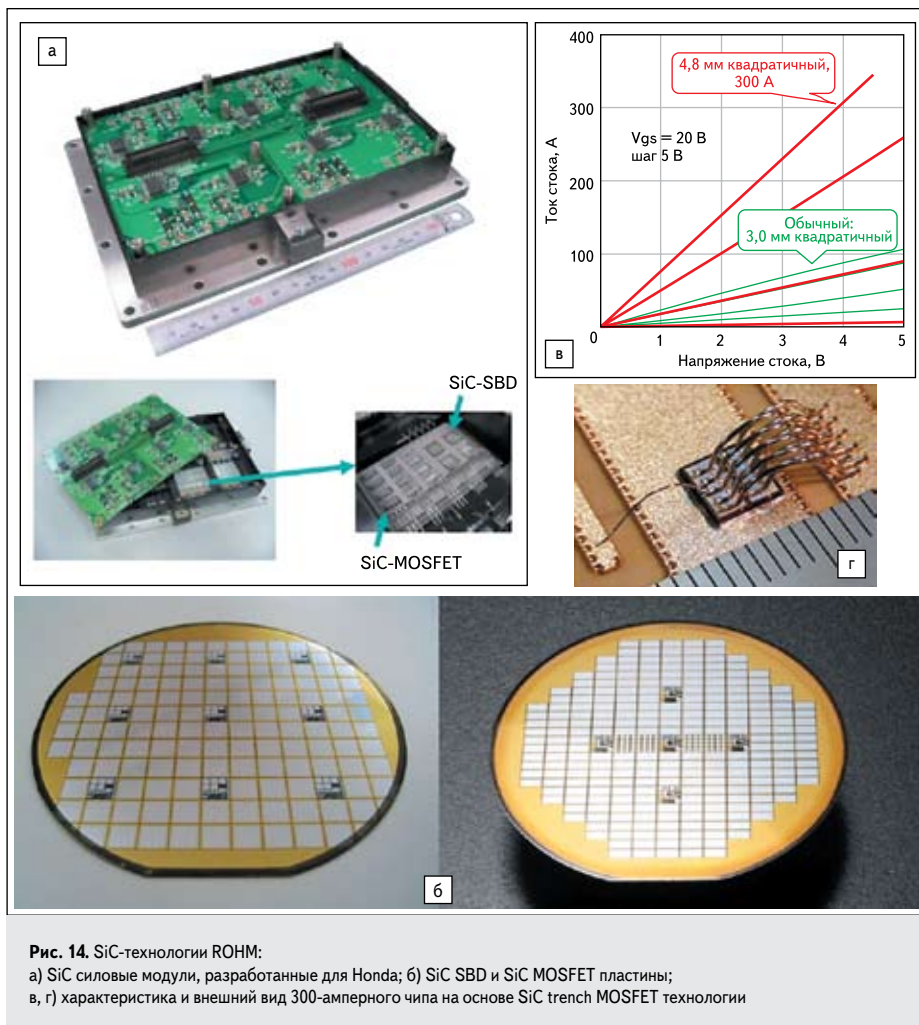 а
SiC-SBD
SiC-MOSFET
400
300
200
100
0
1
2
3
4
5
Ток стока, А
Напряжение стока, В
4,8 мм квадратичный,
300 А
Vgs = 20 В
шаг 5 В
Обычный:
3,0 мм квадратичный
в
г
б
Рис. 14. SiC-технологии ROHM:
а) SiC силовые модули, разработанные для Honda; б) SiC SBD и SiC MOSFET пластины;
в, г) характеристика и внешний вид 300-амперного чипа на основе SiC trench MOSFET технологии